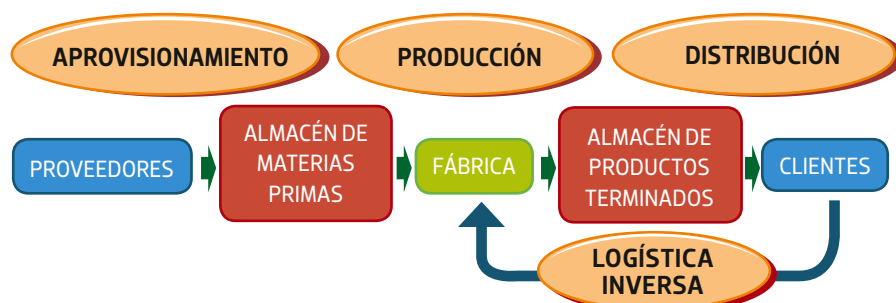 APROVISIONAMIENTO
PRODUCCIÓN
DISTRIBUCIÓN
PROVEEDORES
ALMACÉN DE
MATERIAS
PRIMAS
FÁBRICA
ALMACÉN DE
PRODUCTOS
TERMINADOS
CLIENTES
LOGÍSTICA
INVERSA